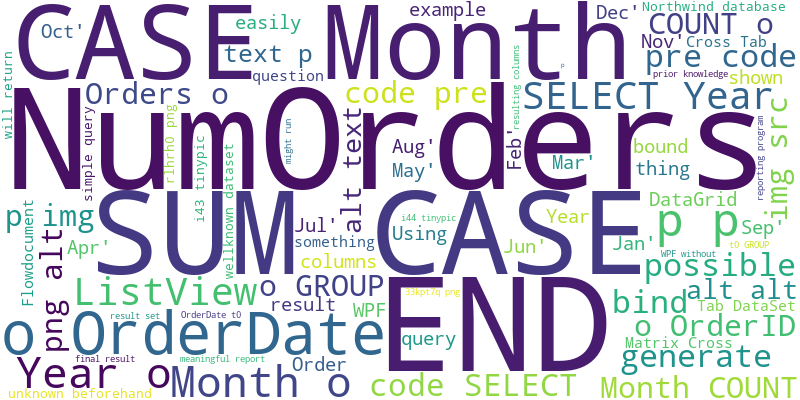 CASE Month
NumOrders
SUM CASE
END
Oct'
easily
text p
question
example
Dec'
Northwind database
COUNT o
Nov'
Cross Tab
pre code
prior knowledge
shown
will return
Orders o
code pre
resulting columns
p
SELECT Year
simple query
rlhrh0 png
might run
alt text
Aug'
May'
Feb'
Mar'
bound
thing
reporting program
img src
i43 tinypic
wellknown dataset
Flowdocument
p img
png alt
Apr'
Jul'
something
columns
i44 tinypic
Using
Year
Jun'
Jan'
DataGrid
p p
Sep'
t0 GROUP
WPF without
possible
ListView
o GROUP
result
WPF
33kpt7q png
bind
alt alt
Tab DataSet
o OrderDate
result set
OrderDate t0
query
o OrderID
Matrix Cross
generate
final result
meaningful report
Order
Year o
Month o
unknown beforehand
code SELECT
Month COUNT